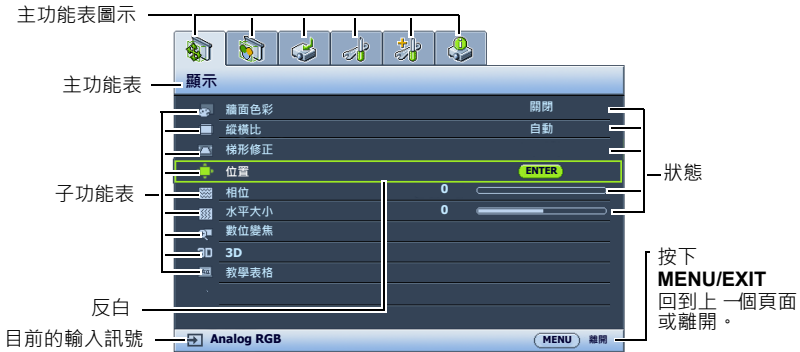 主功能表圖示
主功能表
顯示
牆面色彩 關閉
縱橫比 自動
梯形修正
位置 ENTER
狀態
子功能表
相位 0
水平大小 0
數位變焦
3D 3D
教學表格
按下
MENU/EXIT
回到上一個頁面
或離開。
反白
目前的輸入訊號
Analog RGB MENU 離開